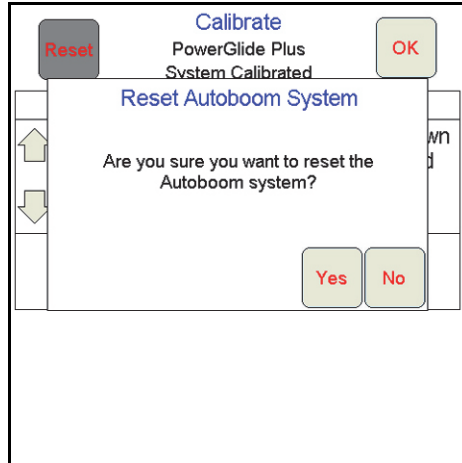 Calibrate
Reset
PowerGlide Plus
OK
System Calibrated
Reset Autoboom System
Are you sure you want to reset the
Autoboom system?
Yes
No